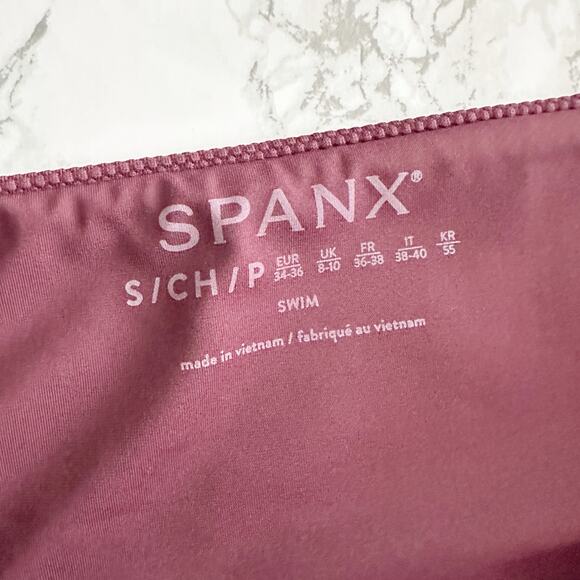 SPANX®
S/CH/P EUR 34-36 UK 8-10 FR 36-38 IT 38-40 KR 55
SWIM
made in vietnam / fabriqué au vietnam